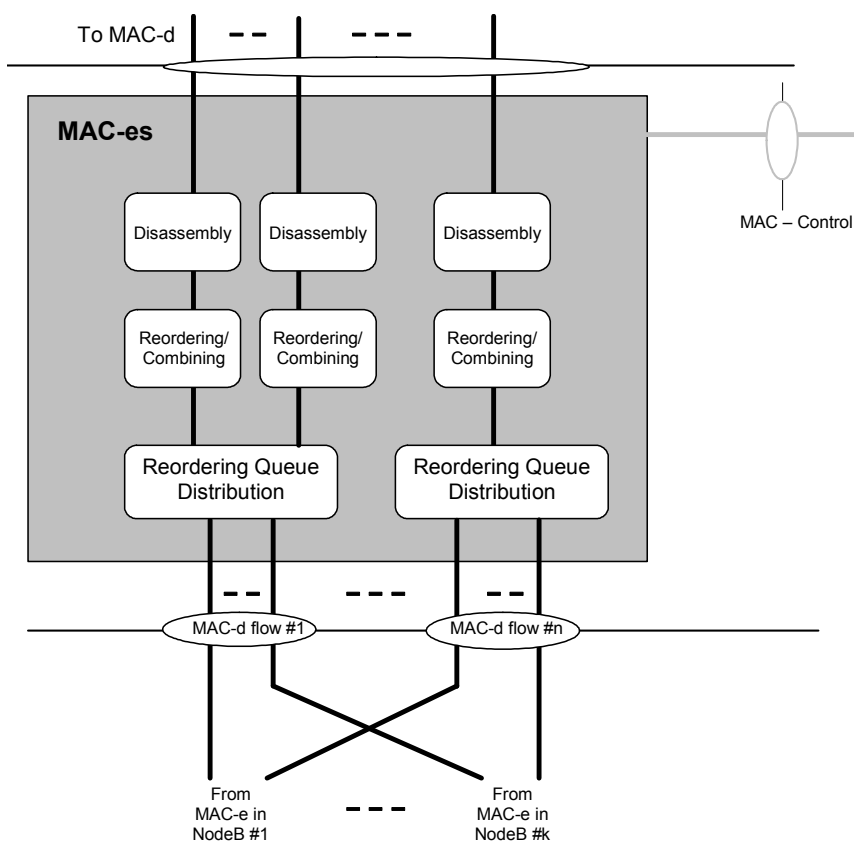 To MAC-d
MAC-es
MAC – Control
Disassembly
Disassembly
Disassembly
Reordering/
Combining
Reordering/
Combining
Reordering/
Combining
Reordering Queue
Distribution
Reordering Queue
Distribution
MAC-d flow #1
MAC-d flow #n
From
MAC-e in
NodeB #1
From
MAC-e in
NodeB #k